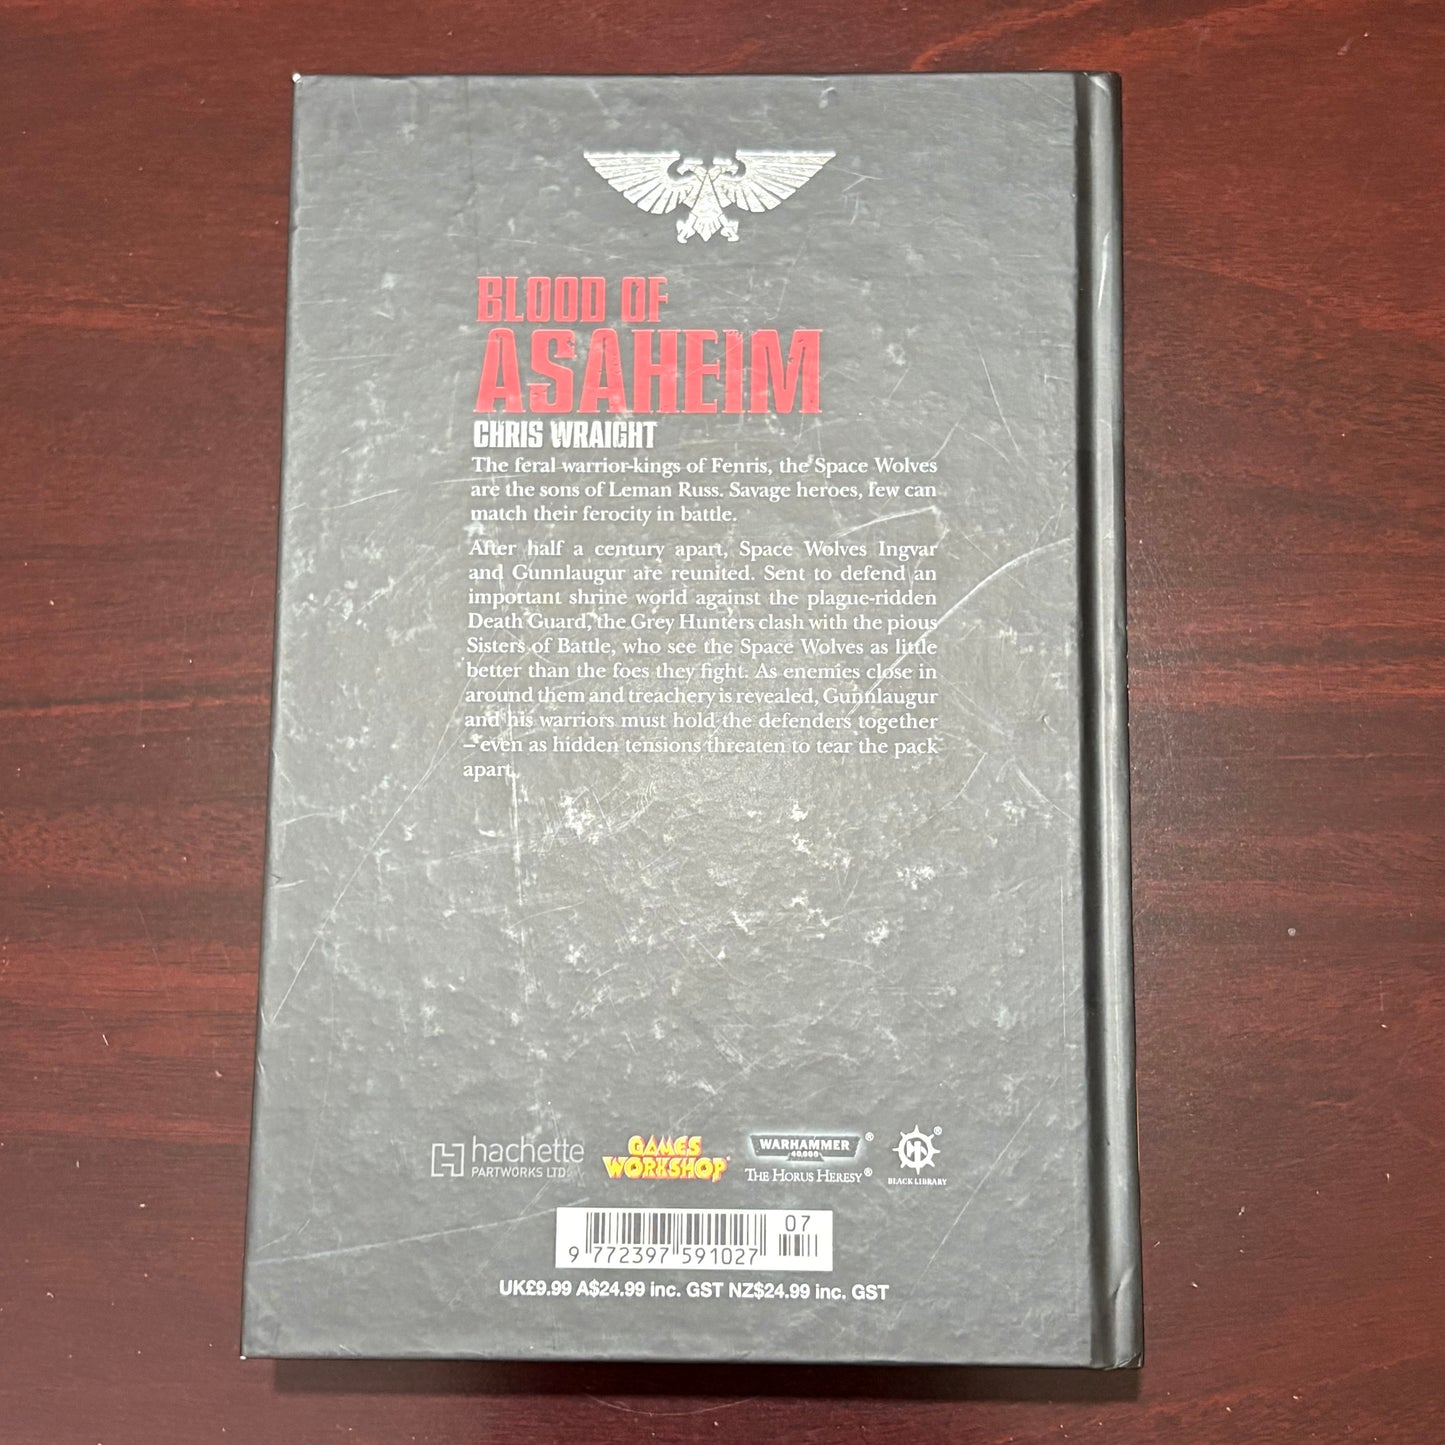 BLOOD OF
ASAHEIM
CHRIS WRAIGHT
The feral warrior-kings of Fenris, the Space Wolves
are the sons of Leman Russ. Savage heroes, few can
match their ferocity in battle.
After half a century apart, Space Wolves Ingvar
and Gunnlaugur are reunited. Sent to defend an
important shrine world against the plague-ridden
Death Guard, the Grey Hunters clash with the pious
Sisters of Battle, who see the Space Wolves as little
better than the foes they fight. As enemies close in
around them and treachery is revealed, Gunnlaugur
and his warriors must hold the defenders together
– even as hidden tensions threaten to tear the pack
apart.
hachette
PARTWORKS LTD
GAMES
WORKSHOP®
WARHAMMER®
40,000
THE HORUS HERESY®
®
BLACK LIBRARY
07
9 772397 591027
UK£9.99 A$24.99 inc. GST NZ$24.99 inc. GST